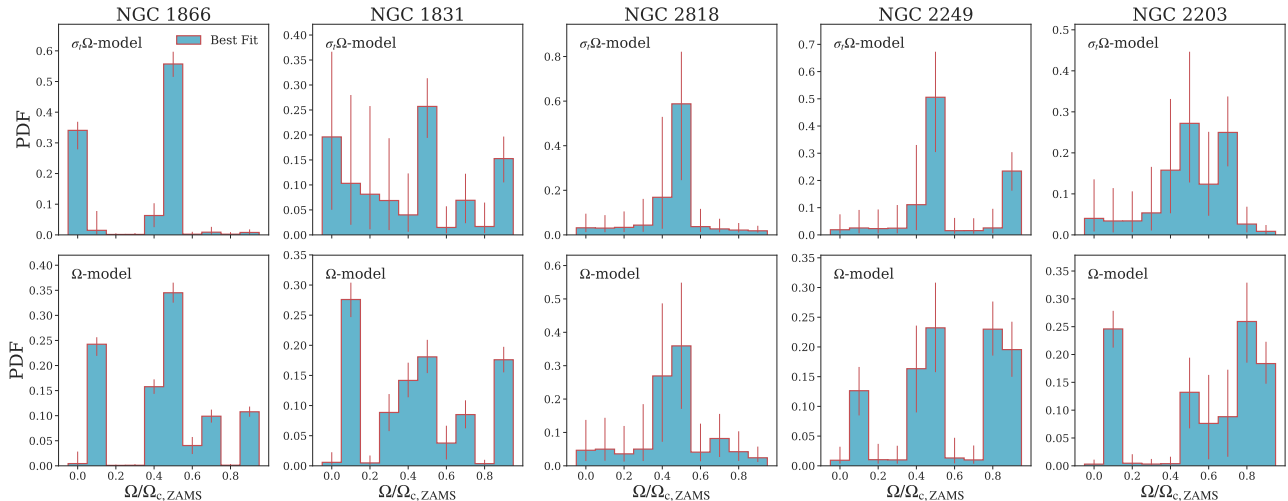 NGC 1866 NGC 1831 NGC 2818 NGC 2249 NGC 2203
σₜΩ-model Best Fit σₜΩ-model σₜΩ-model σₜΩ-model σₜΩ-model
PDF
0.6 0.5 0.4 0.3 0.2 0.1 0.0
0.40 0.35 0.30 0.25 0.20 0.15 0.10 0.05 0.00
0.8 0.6 0.4 0.2 0.0
0.7 0.6 0.5 0.4 0.3 0.2 0.1 0.0
0.5 0.4 0.3 0.2 0.1 0.0
Ω-model Ω-model Ω-model Ω-model Ω-model
PDF
0.40 0.35 0.30 0.25 0.20 0.15 0.10 0.05 0.00
0.35 0.30 0.25 0.20 0.15 0.10 0.05 0.00
0.6 0.5 0.4 0.3 0.2 0.1 0.0
0.30 0.25 0.20 0.15 0.10 0.05 0.00
0.35 0.30 0.25 0.20 0.15 0.10 0.05 0.00
0.0 0.2 0.4 0.6 0.8 0.0 0.2 0.4 0.6 0.8 0.0 0.2 0.4 0.6 0.8 0.0 0.2 0.4 0.6 0.8 0.0 0.2 0.4 0.6 0.8
Ω/Ωc, ZAMS Ω/Ωc, ZAMS Ω/Ωc, ZAMS Ω/Ωc, ZAMS Ω/Ωc, ZAMS